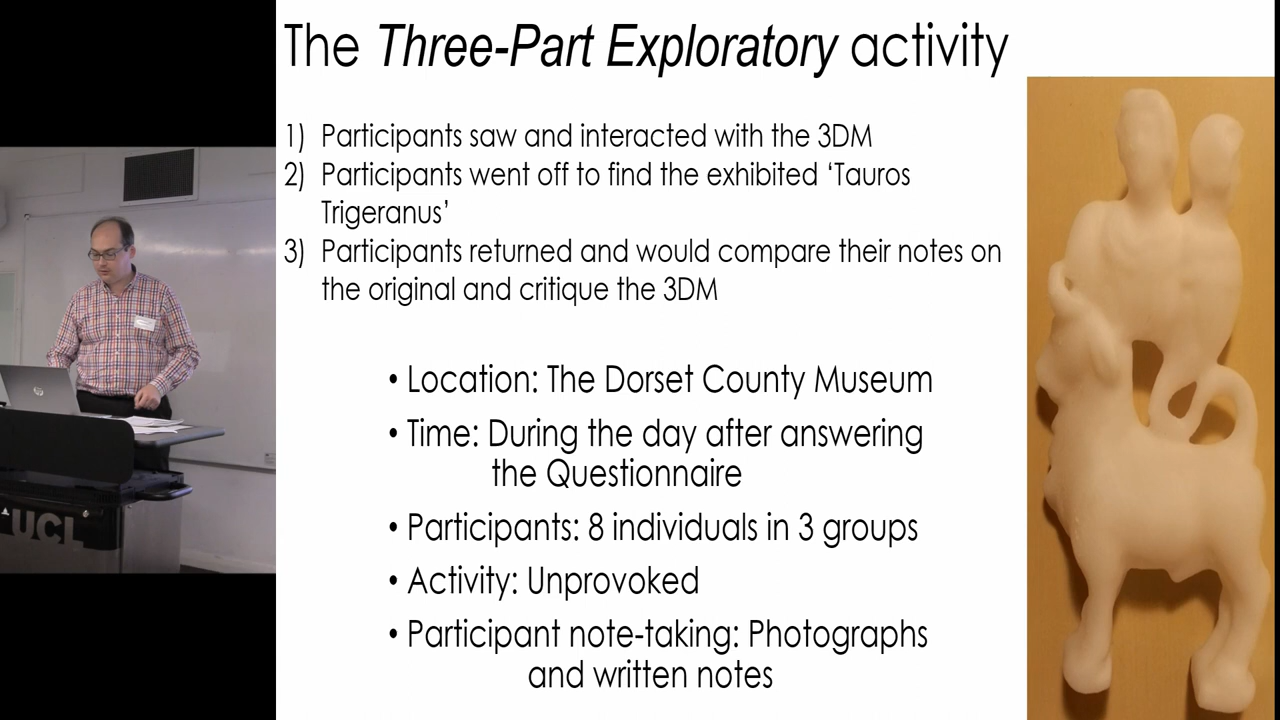 The Three-Part Exploratory activity
1) Participants saw and interacted with the 3DM
2) Participants went off to find the exhibited ‘Tauros
Trigeranus’
3) Participants returned and would compare their notes on
the original and critique the 3DM
• Location: The Dorset County Museum
• Time: During the day after answering
the Questionnaire
• Participants: 8 individuals in 3 groups
• Activity: Unprovoked
• Participant note-taking: Photographs
and written notes
hp
UCL